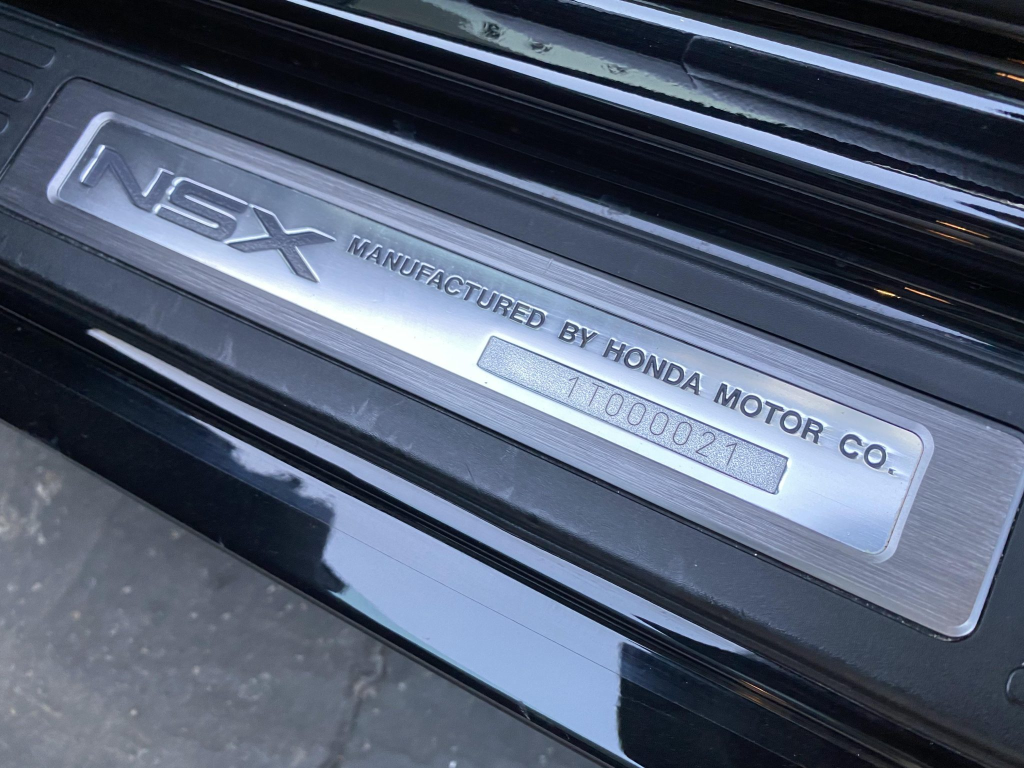 NSX MANUFACTURED BY HONDA MOTOR CO.
1T000021